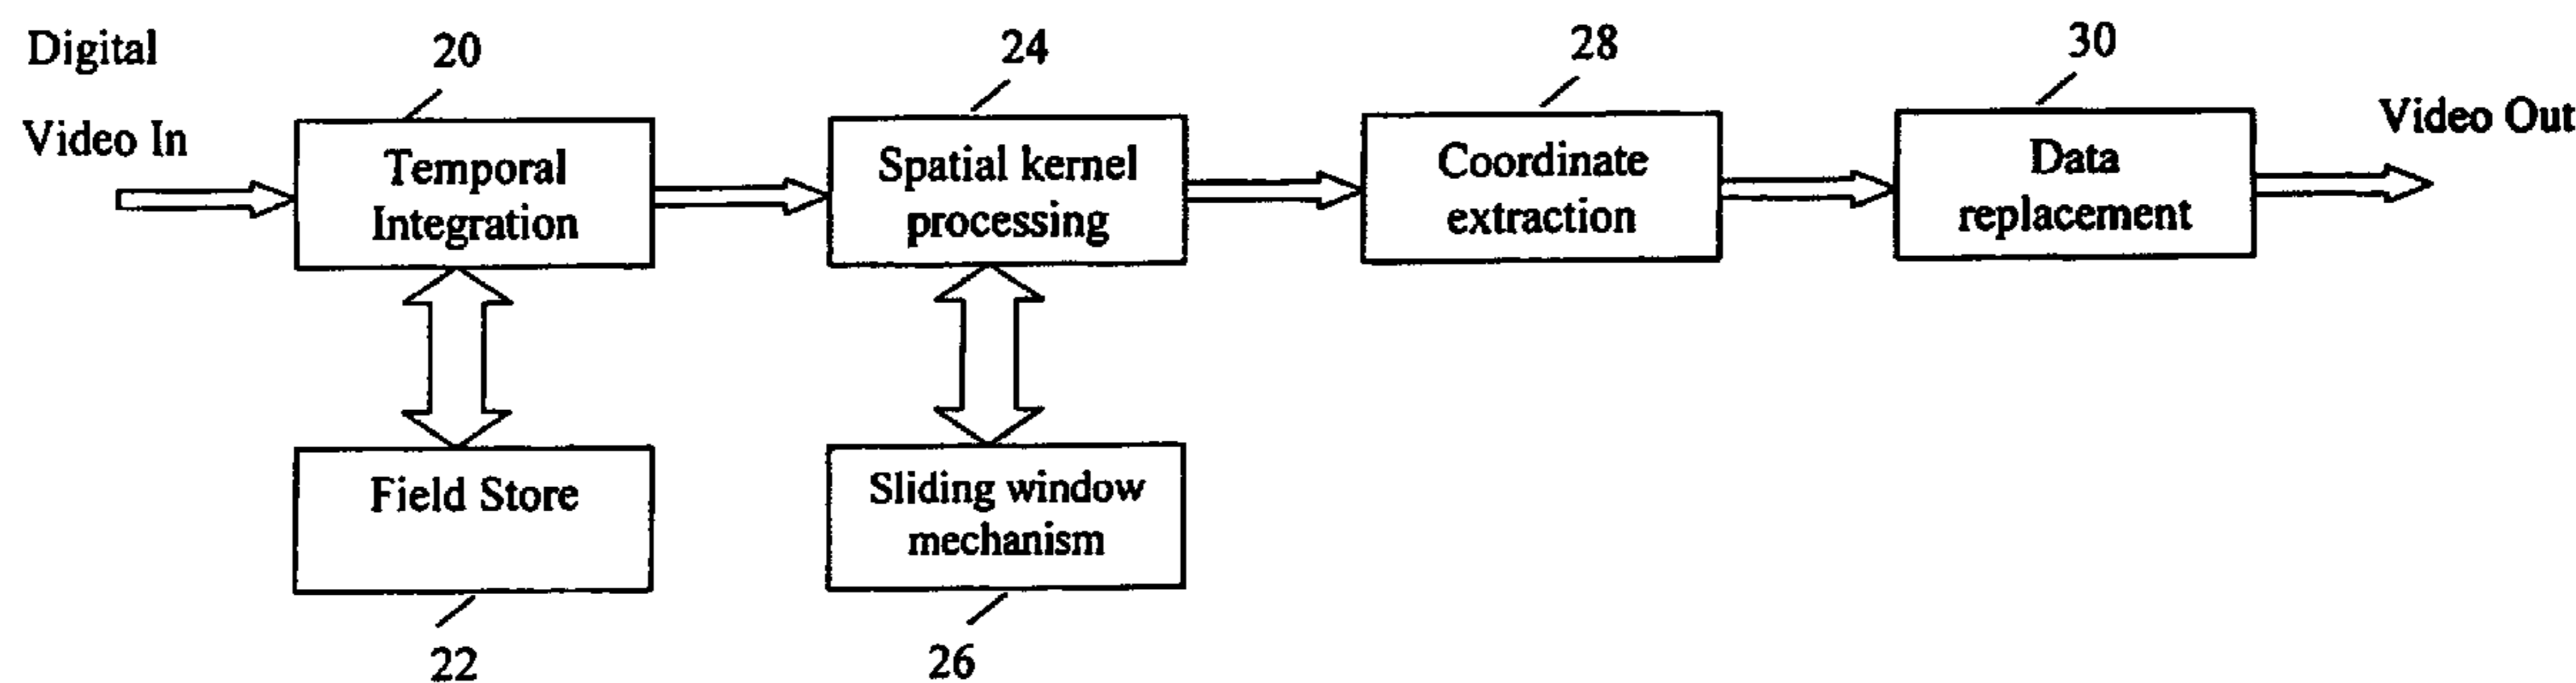 Digital
Video In
20
Temporal
Integration
24
Spatial kernel
processing
28
Coordinate
extraction
30
Data
replacement
Video Out
Field Store
22
Sliding window
mechanism
26